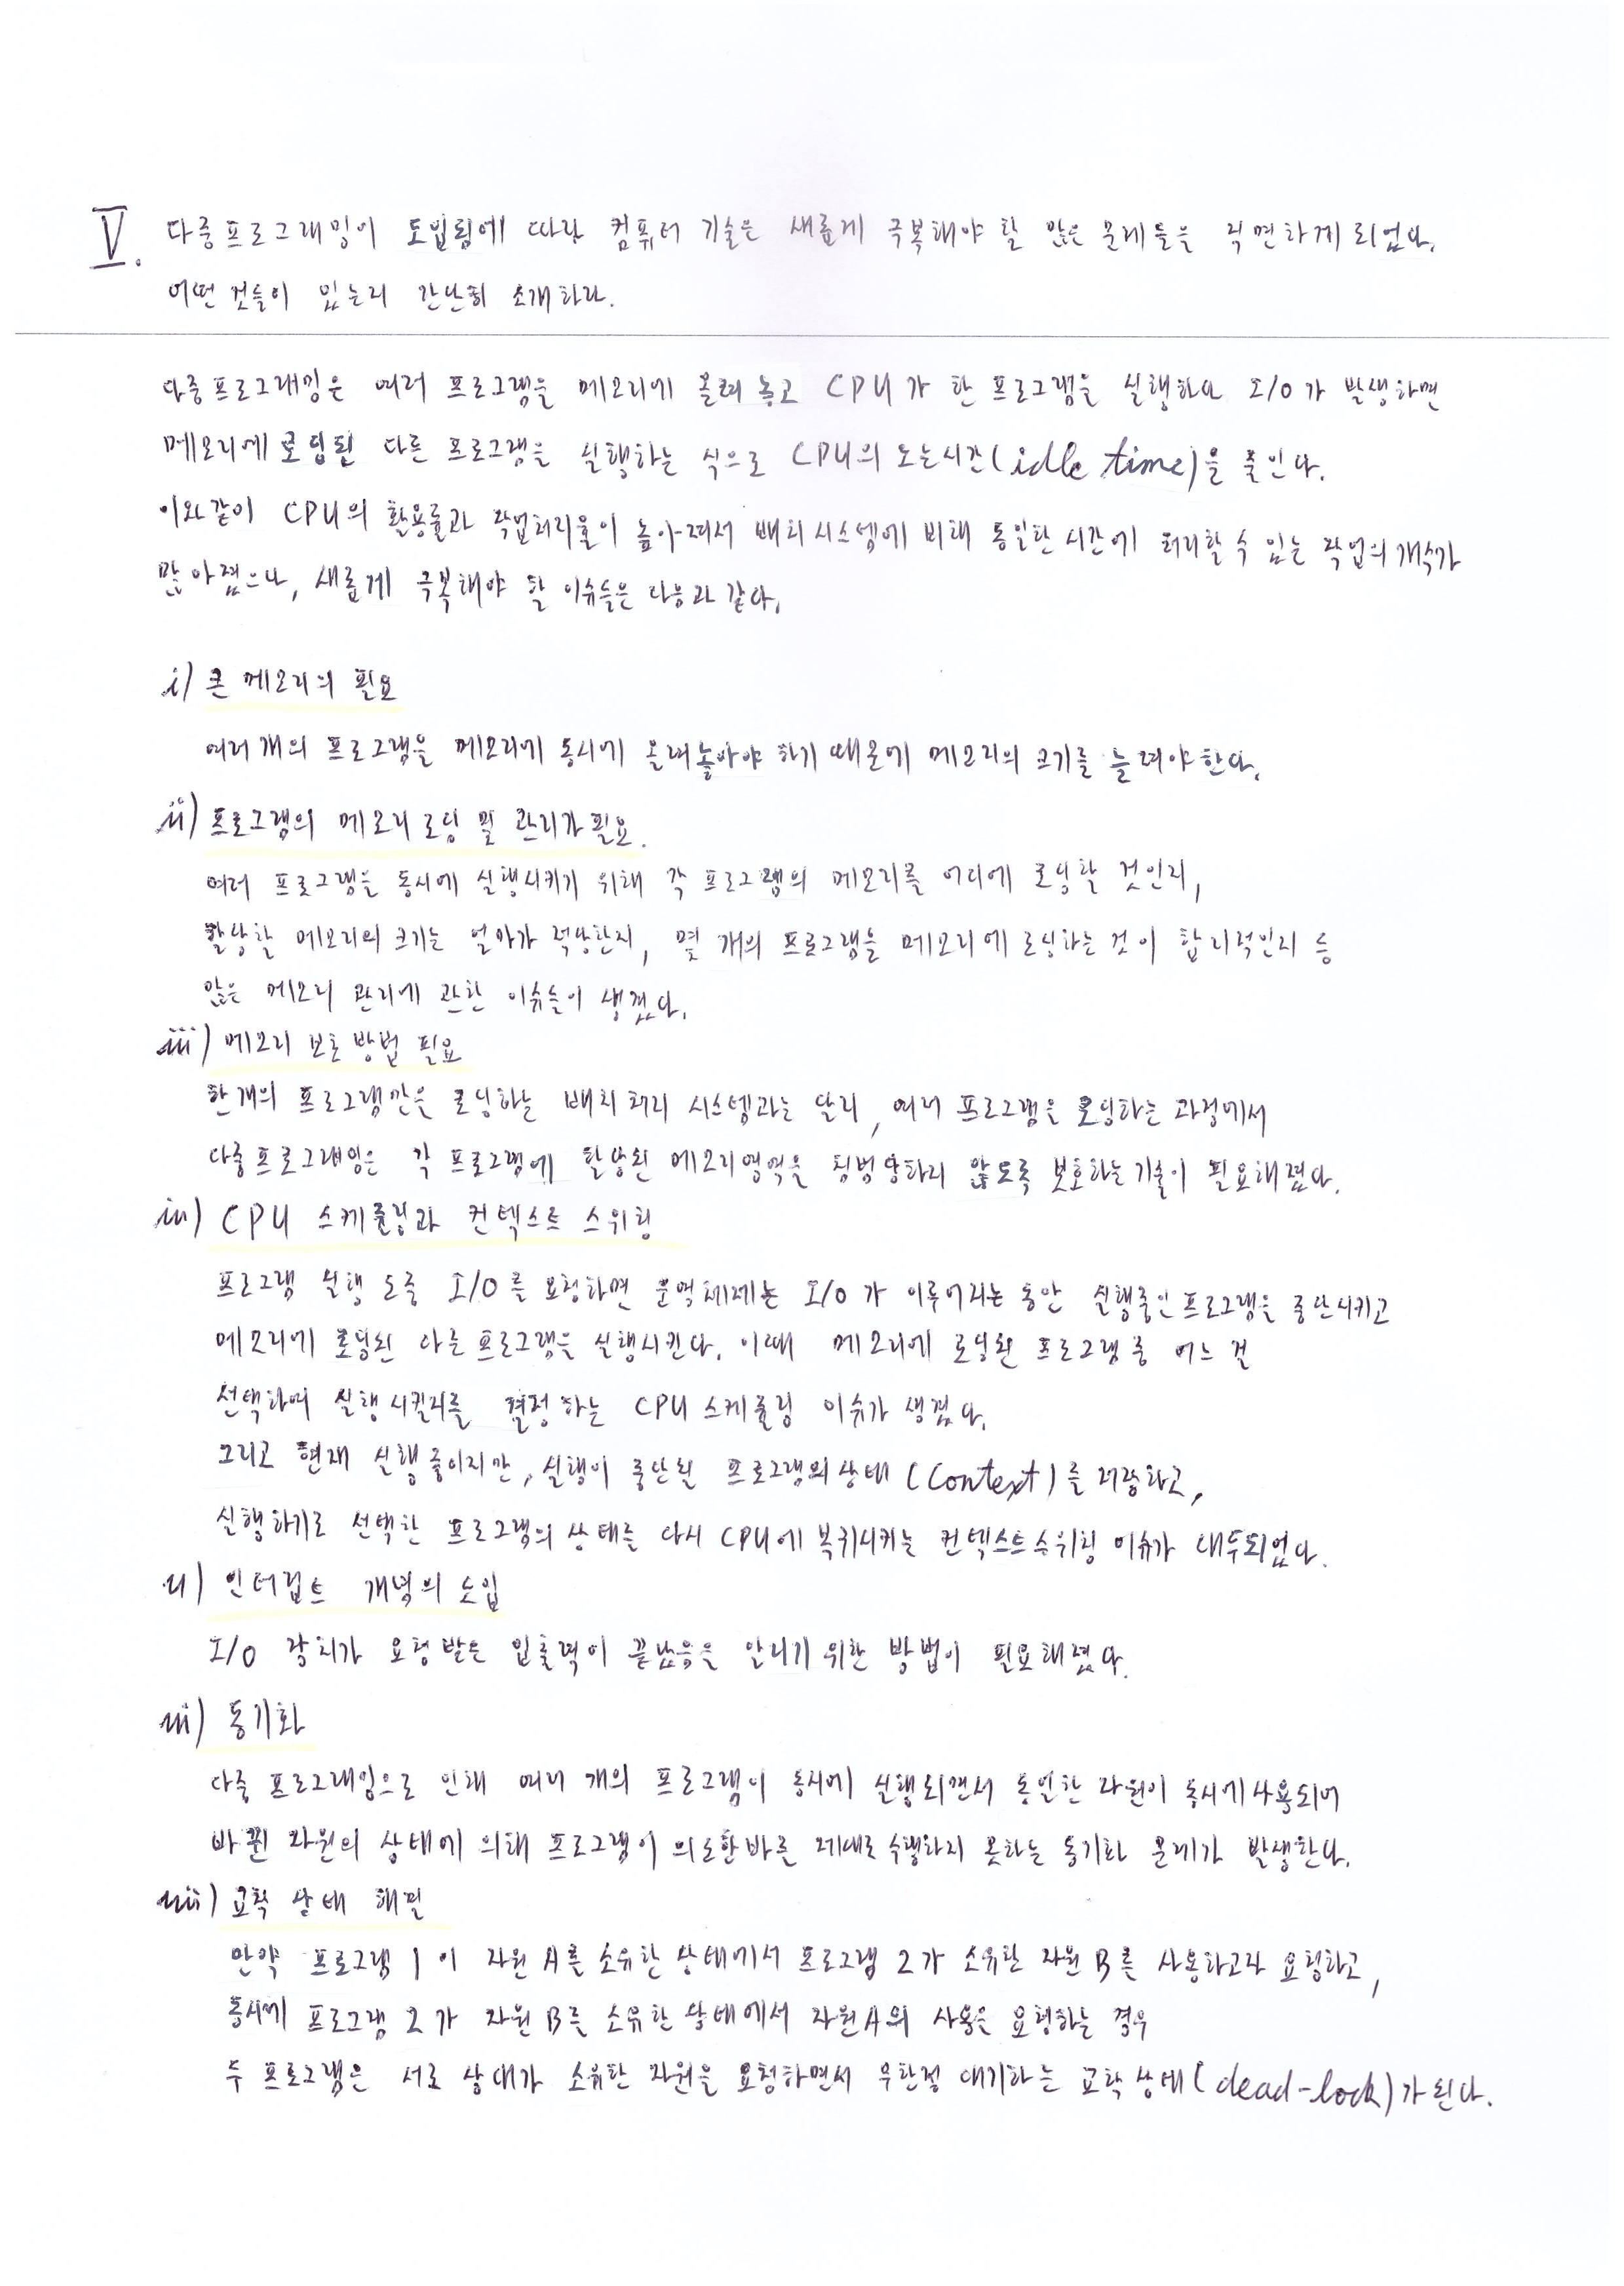 V. 다중프로그래밍이 도입됨에 따라 컴퓨터 기술은 새롭게 극복해야 할 많은 문제들을 직면하게 되었다.
어떤 것들이 있는지 간단히 소개하라.
다중프로그래밍은 여러 프로그램을 메모리에 올려 놓고 CPU가 한 프로그램을 실행하다 I/O가 발생하면
메모리에 로딩된 다른 프로그램을 실행하는 식으로 CPU의 노는시간(idle time)을 줄인다.
이와같이 CPU의 활용률과 작업처리율이 높아져서 배치시스템에 비해 동일한 시간에 처리할 수 있는 작업의 개수가
많아졌으나, 새롭게 극복해야 할 이슈들은 다음과 같다.
i) 큰 메모리의 필요
여러개의 프로그램을 메모리에 동시에 올려놓아야 하기 때문에 메모리의 크기를 늘려야한다.
ii) 프로그램의 메모리 로딩 및 관리가 필요.
여러 프로그램을 동시에 실행시키기 위해 각 프로그램의 메모리를 어디에 로딩할 것인지,
할당할 메모리의 크기는 얼마가 적당한지, 몇 개의 프로그램을 메모리에 로딩하는 것이 합리적인지 등
많은 메모리 관리에 관한 이슈들이 생겼다.
iii) 메모리 보호 방법 필요
한개의 프로그램만을 로딩하는 배치처리 시스템과는 달리, 여러 프로그램을 로딩하는 과정에서
다중프로그래밍은 각 프로그램에 할당된 메모리영역을 침범당하지 않도록 보호하는 기술이 필요해졌다.
iv) CPU 스케줄링과 컨텍스트 스위칭
프로그램 실행 도중 I/O를 요청하면 운영체제는 I/O가 이루어지는 동안 실행중인프로그램을 중단시키고
메모리에 로딩된 다른 프로그램을 실행시킨다. 이때 메모리에 로딩된 프로그램 중 어느 걸
선택하여 실행시킬지를 결정하는 CPU 스케줄링 이슈가 생겼다.
그리고 현재 실행중이지만, 실행이 중단된 프로그램의 상태(Context)를 저장하고,
실행하기로 선택한 프로그램의 상태를 다시 CPU에 복귀시키는 컨텍스트스위칭 이슈가 대두되었다.
v) 인터럽트 개념의 도입
I/O 장치가 요청받은 입출력이 끝났음을 알리기 위한 방법이 필요해졌다.
vi) 동기화
다중 프로그래밍으로 인해 여러 개의 프로그램이 동시에 실행되면서 동일한 자원이 동시에사용되어
바뀐 자원의 상태에 의해 프로그램이 의도한바를 제대로 수행하지 못하는 동기화 문제가 발생한다.
vii) 교착 상태 해결
만약 프로그램 1이 자원 A를 소유한 상태에서 프로그램 2가 소유한 자원 B를 사용하고자 요청하고,
동시에 프로그램 2가 자원 B를 소유한 상태에서 자원A의 사용을 요청하는 경우
두 프로그램은 서로 상대가 소유한 자원을 요청하면서 무한정 대기하는 교착 상태(dead-lock)가 된다.